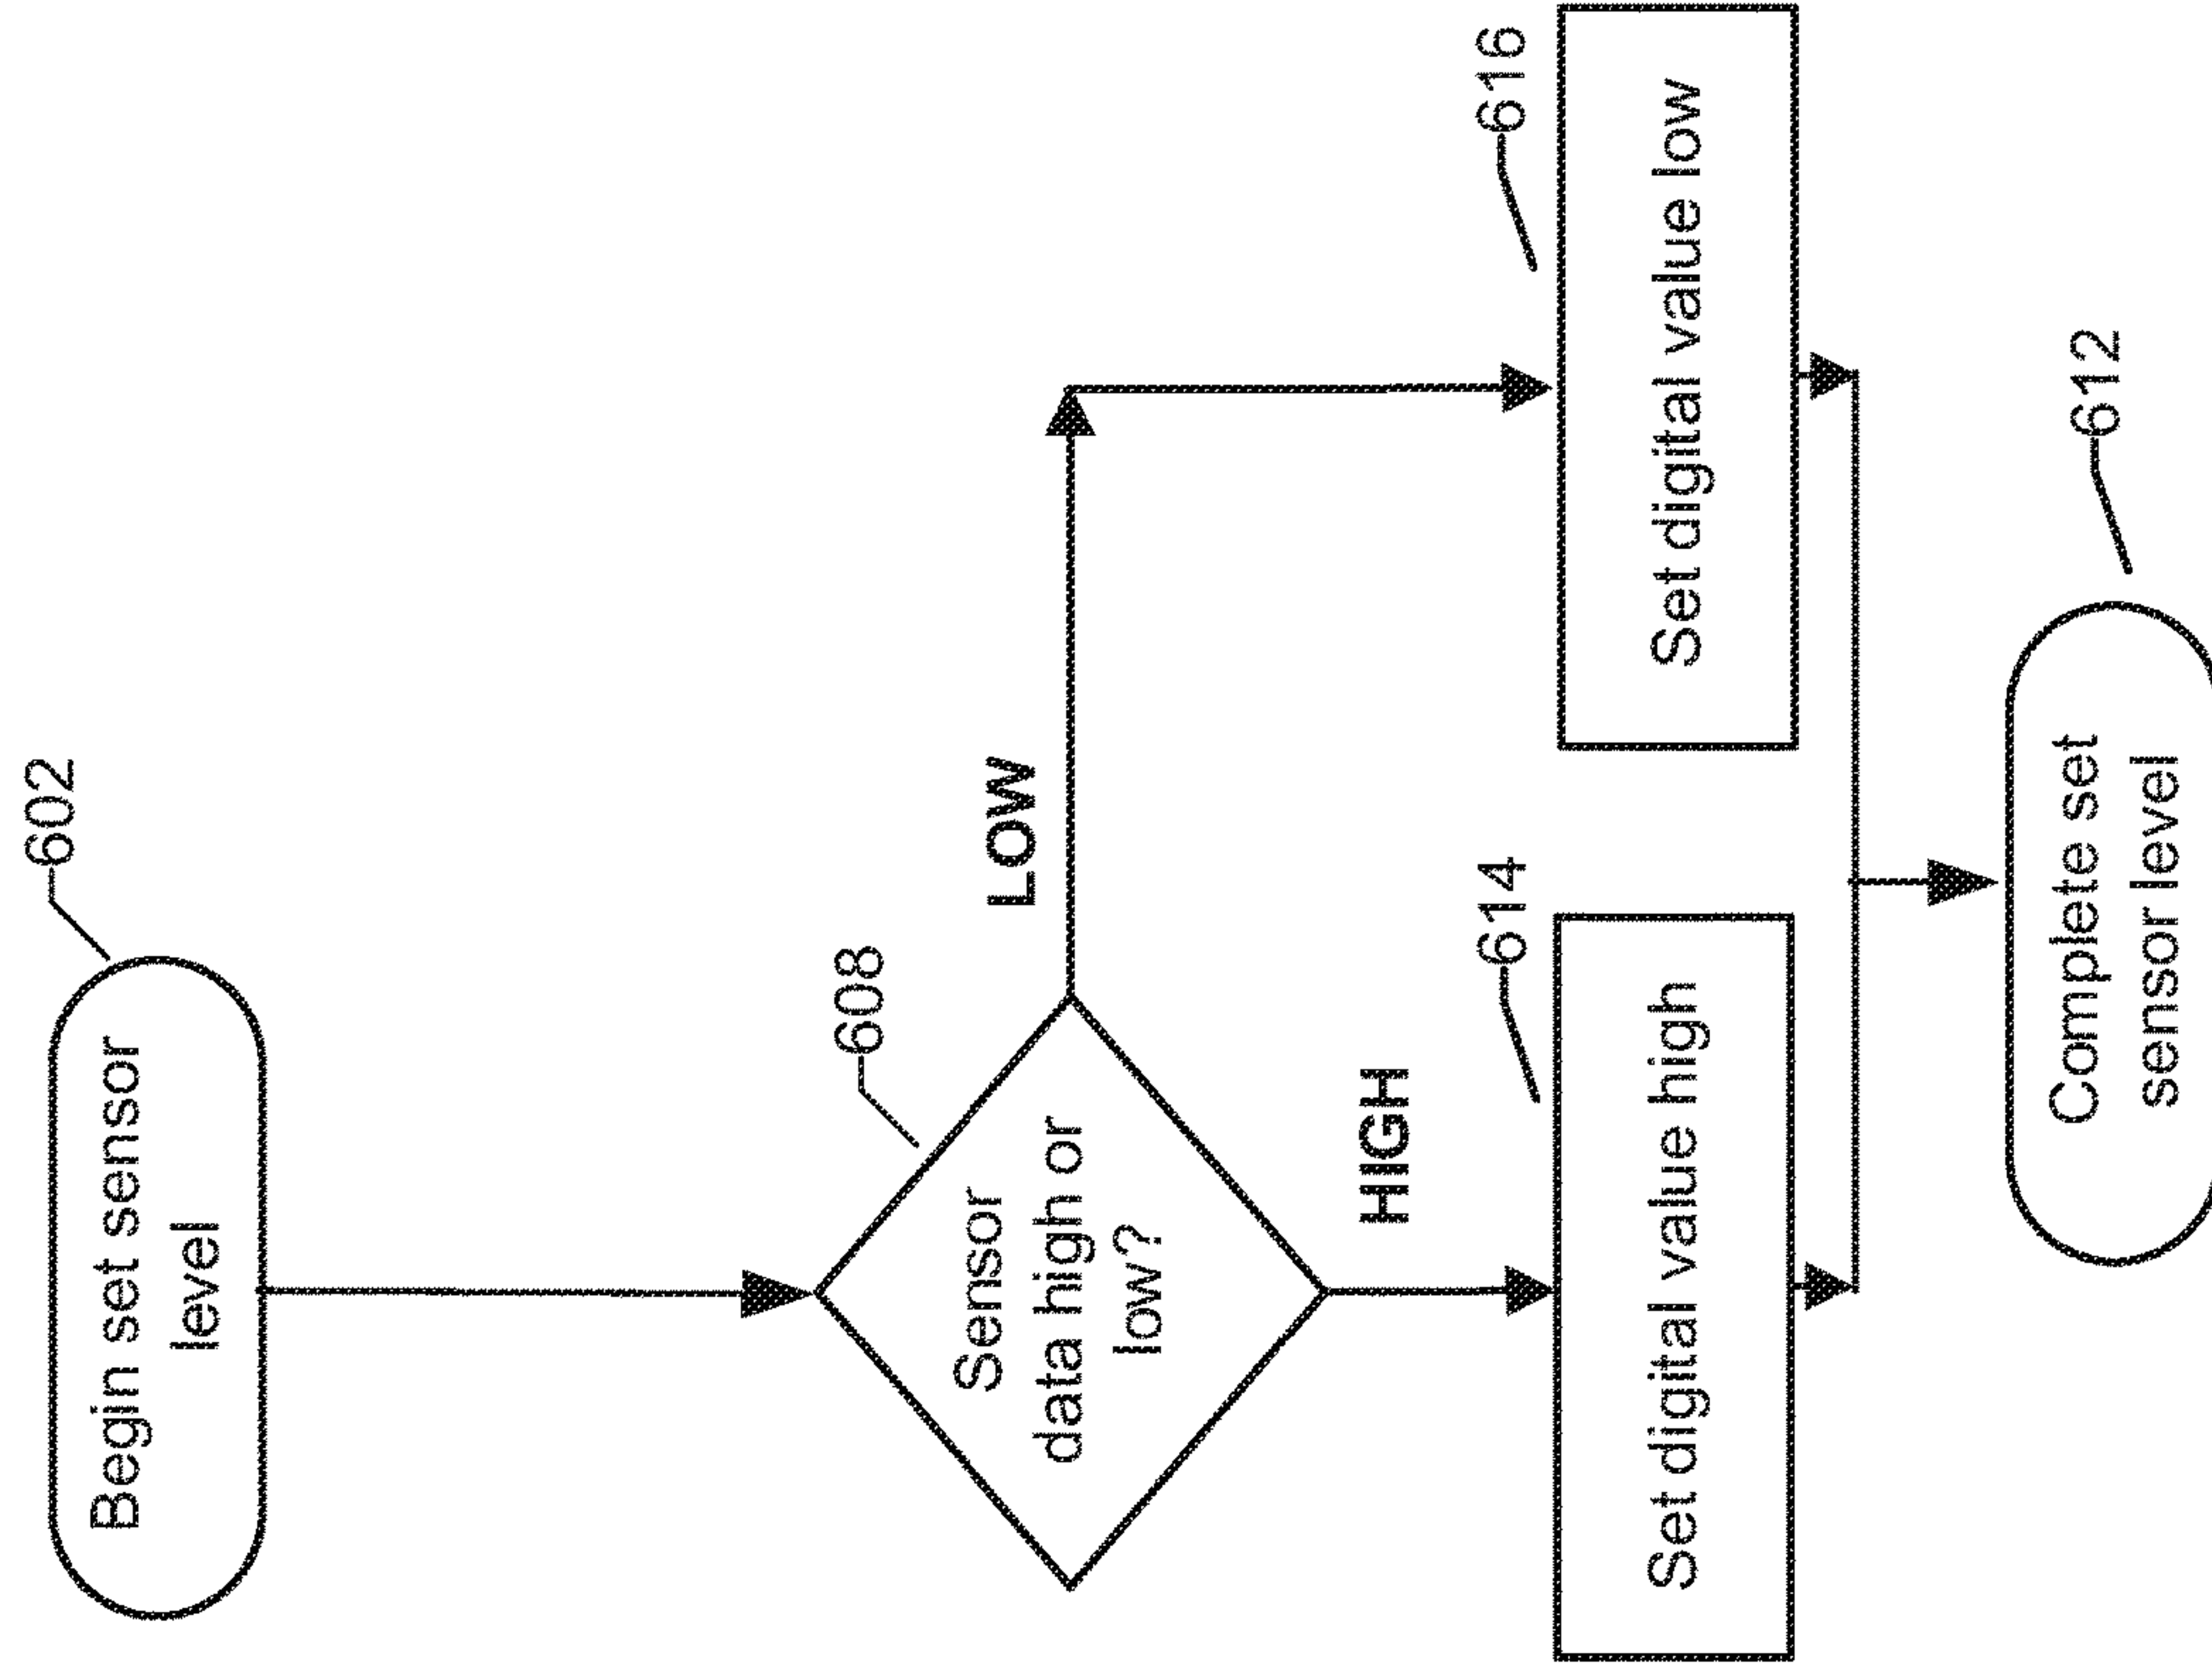 602
Begin set sensor
level
608
Sensor
data high or
low?
LOW
HIGH
614
Set digital value high
616
Set digital value low
612
Complete set
sensor level